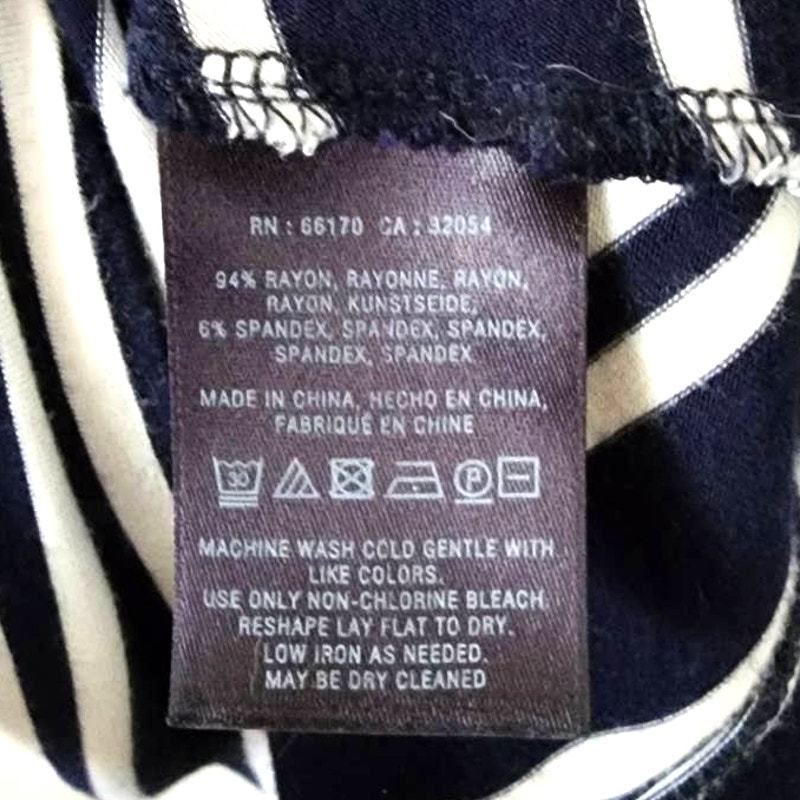 RN : 66170 CA : 32054
94% RAYON, RAYONNE, RAYON,
RAYON, KUNSTSEIDE,
6% SPANDEX, SPANDEX, SPANDEX,
SPANDEX, SPANDEX
MADE IN CHINA, HECHO EN CHINA,
FABRIQUÉ EN CHINE
30 P
MACHINE WASH COLD GENTLE WITH
LIKE COLORS.
USE ONLY NON-CHLORINE BLEACH.
RESHAPE LAY FLAT TO DRY.
LOW IRON AS NEEDED.
MAY BE DRY CLEANED